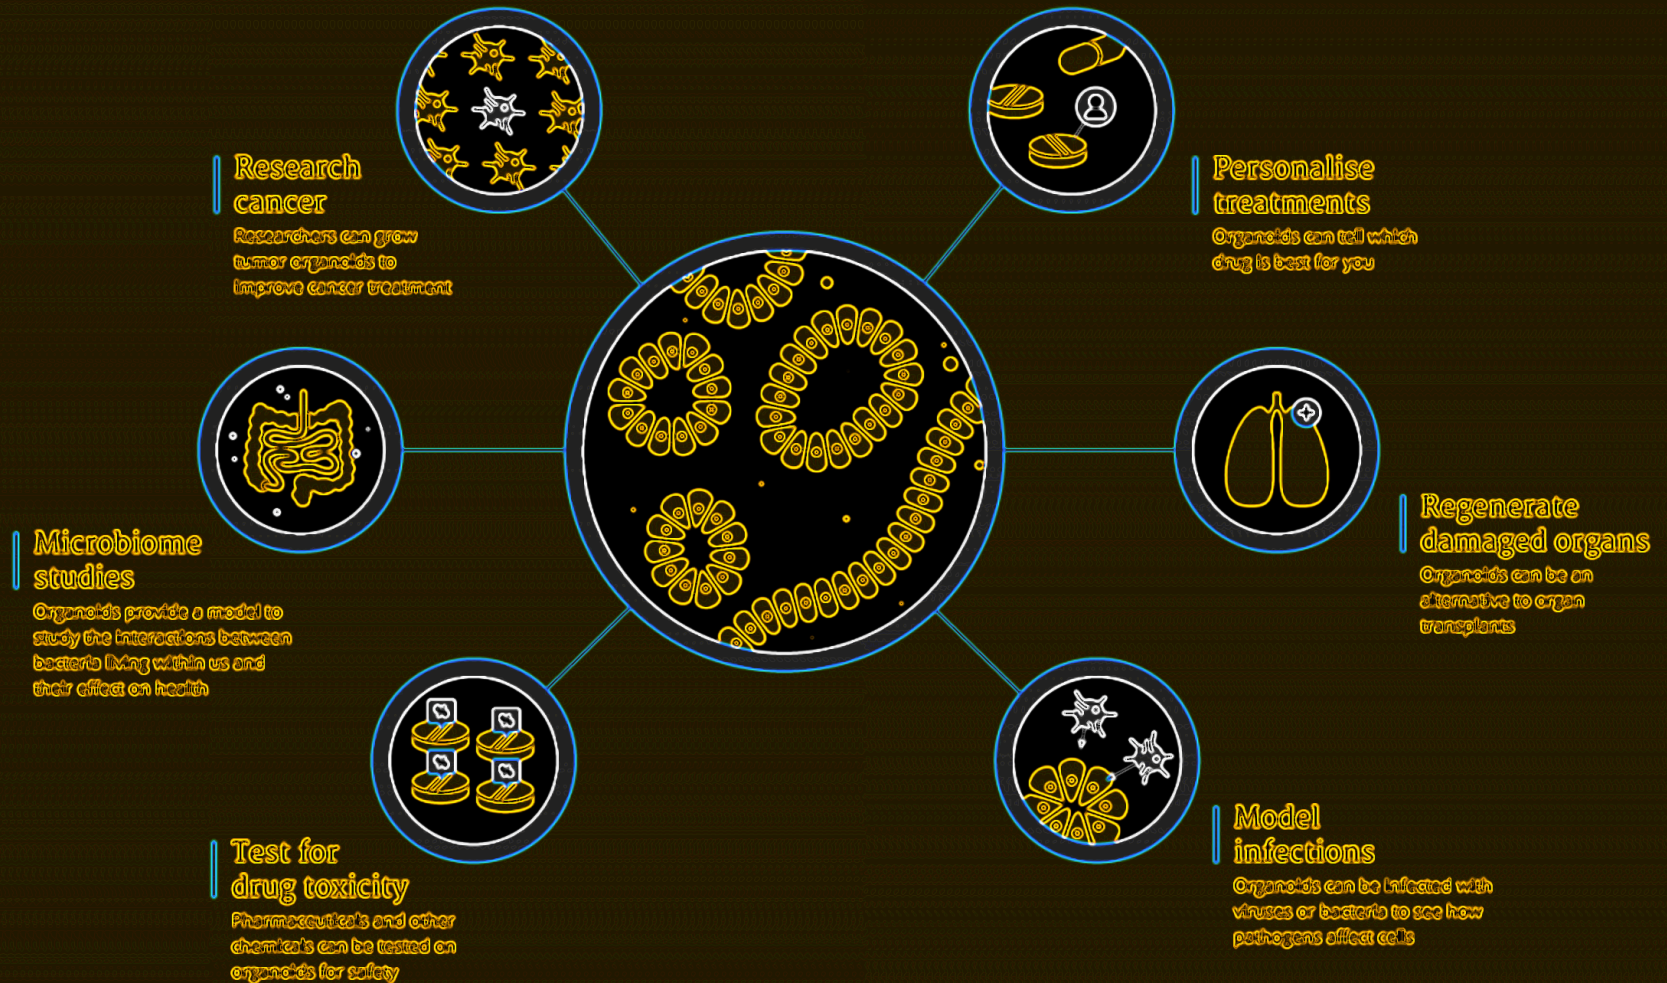 Research
cancer
Researchers can grow
tumor organoids to
improve cancer treatment
Personalise
treatments
Organoids can tell which
drug is best for you
Microbiome
studies
Organoids provide a model to
study the interactions between
bacteria living within us and
their effect on health
Regenerate
damaged organs
Organoids can be an
alternative to organ
transplants
Test for
drug toxicity
Pharmaceuticals and other
chemicals can be tested on
organoids for safety
Model
infections
Organoids can be infected with
viruses or bacteria to see how
pathogens affect cells